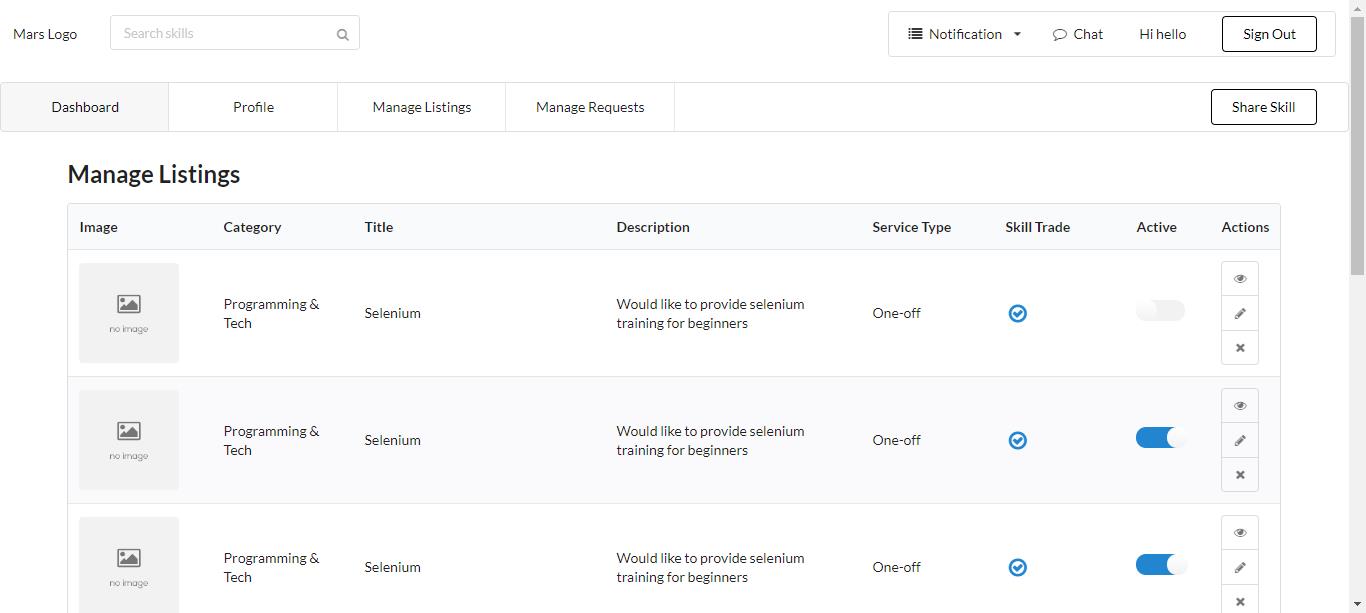 Mars Logo
Search skills
Notification
Chat
Hi hello
Sign Out
Dashboard
Profile
Manage Listings
Manage Requests
Share Skill
Manage Listings
Image Category Title Description Service Type Skill Trade Active Actions
no image
Programming &
Tech
Selenium
Would like to provide selenium
training for beginners
One-off
no image
Programming &
Tech
Selenium
Would like to provide selenium
training for beginners
One-off
no image
Programming &
Tech
Selenium
Would like to provide selenium
training for beginners
One-off